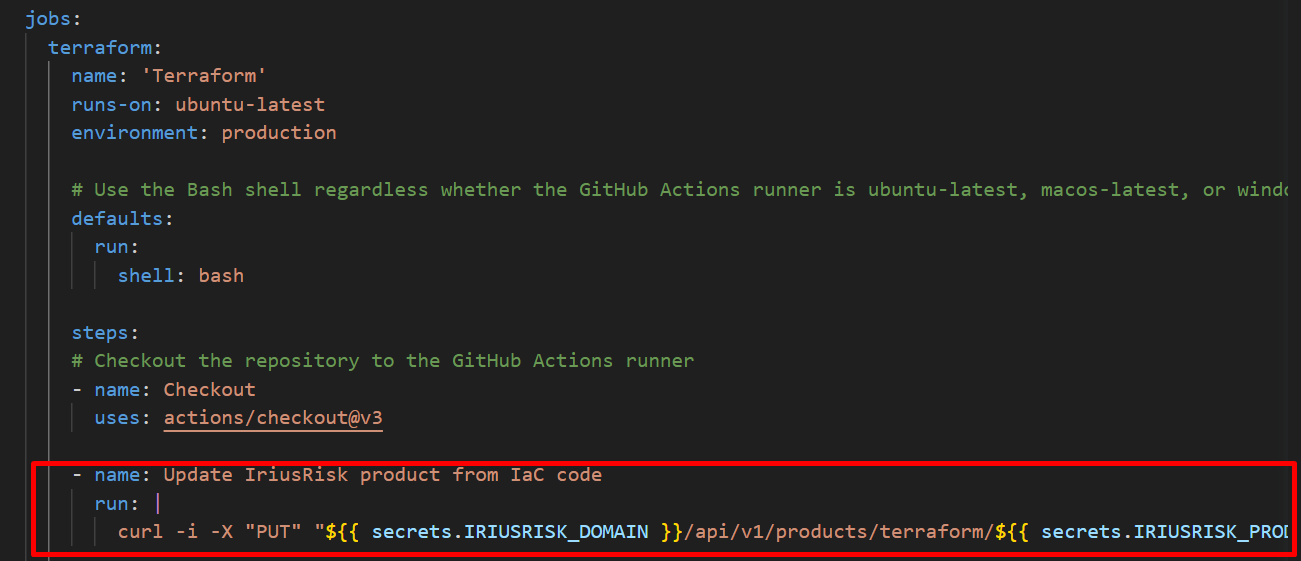 jobs:
  terraform:
    name: 'Terraform'
    runs-on: ubuntu-latest
    environment: production

    # Use the Bash shell regardless whether the GitHub Actions runner is ubuntu-latest, macos-latest, or
    defaults:
      run:
        shell: bash

    steps:
    # Checkout the repository to the GitHub Actions runner
    - name: Checkout
      uses: actions/checkout@v3

    - name: Update IriusRisk product from IaC code
      run: |
        curl -i -X "PUT" "${{ secrets.IRIUSRISK_DOMAIN }}/api/v1/products/terraform/${{ secrets.IRIUSRISK_PROD